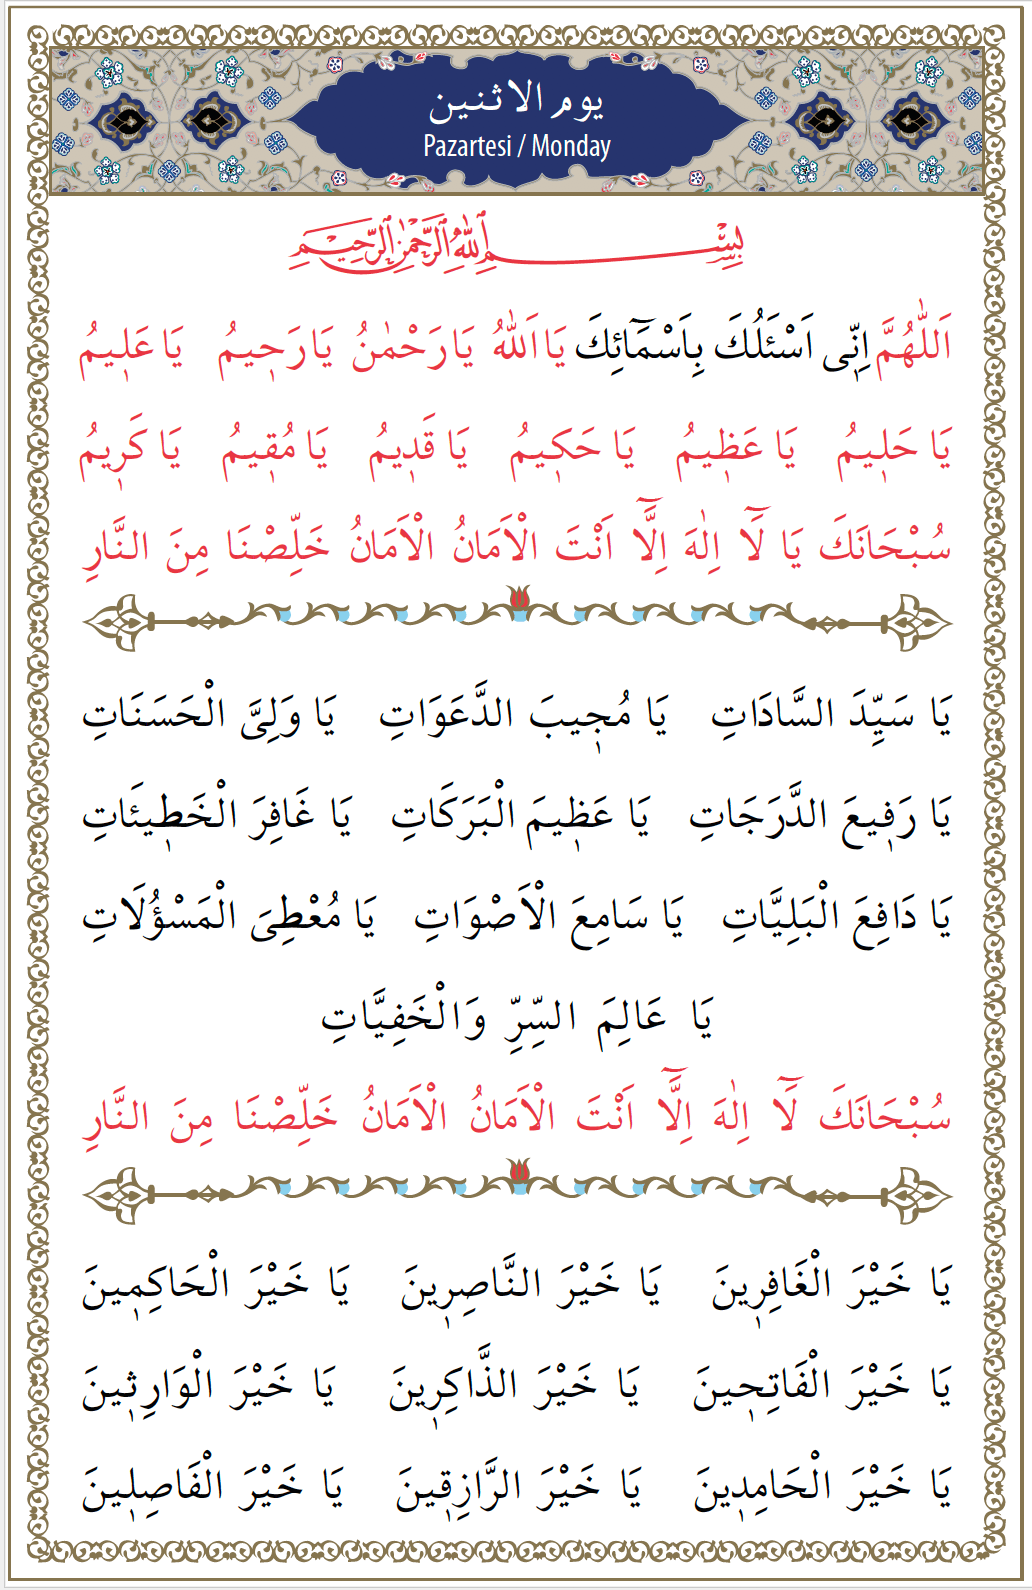 يوم الاثنين
Pazartesi / Monday
بِسْمِ اللّٰهِ الرَّحْمٰنِ الرَّحِيمِ
اَللّٰهُمَّ اِنّٖى اَسْئَلُكَ بِاَسْمَٓائِكَ يَا اَللّٰهُ يَا رَحْمٰنُ يَا رَحٖيمُ يَا عَلٖيمُ
يَا حَلٖيمُ يَا عَظٖيمُ يَا حَكٖيمُ يَا قَدٖيمُ يَا مُقٖيمُ يَا كَرٖيمُ
سُبْحَانَكَ يَا لَٓا اِلٰهَ اِلَّٓا اَنْتَ الْاَمَانُ الْاَمَانُ خَلِّصْنَا مِنَ النَّارِ
يَا سَيِّدَ السَّادَاتِ يَا مُجٖيبَ الدَّعَوَاتِ يَا وَلِىَّ الْحَسَنَاتِ
يَا رَفٖيعَ الدَّرَجَاتِ يَا عَظٖيمَ الْبَرَكَاتِ يَا غَافِرَ الْخَطٖيئَاتِ
يَا دَافِعَ الْبَلِيَّاتِ يَا سَامِعَ الْاَصْوَاتِ يَا مُعْطِىَ الْمَسْؤُلَاتِ
يَا عَالِمَ السِّرِّ وَالْخَفِيَّاتِ
سُبْحَانَكَ لَٓا اِلٰهَ اِلَّٓا اَنْتَ الْاَمَانُ الْاَمَانُ خَلِّصْنَا مِنَ النَّارِ
يَا خَيْرَ الْغَافِرٖينَ يَا خَيْرَ النَّاصِرٖينَ يَا خَيْرَ الْحَاكِمٖينَ
يَا خَيْرَ الْفَاتِحٖينَ يَا خَيْرَ الذَّاكِرٖينَ يَا خَيْرَ الْوَارِثٖينَ
يَا خَيْرَ الْحَامِدٖينَ يَا خَيْرَ الرَّازِقٖينَ يَا خَيْرَ الْفَاصِلٖينَ